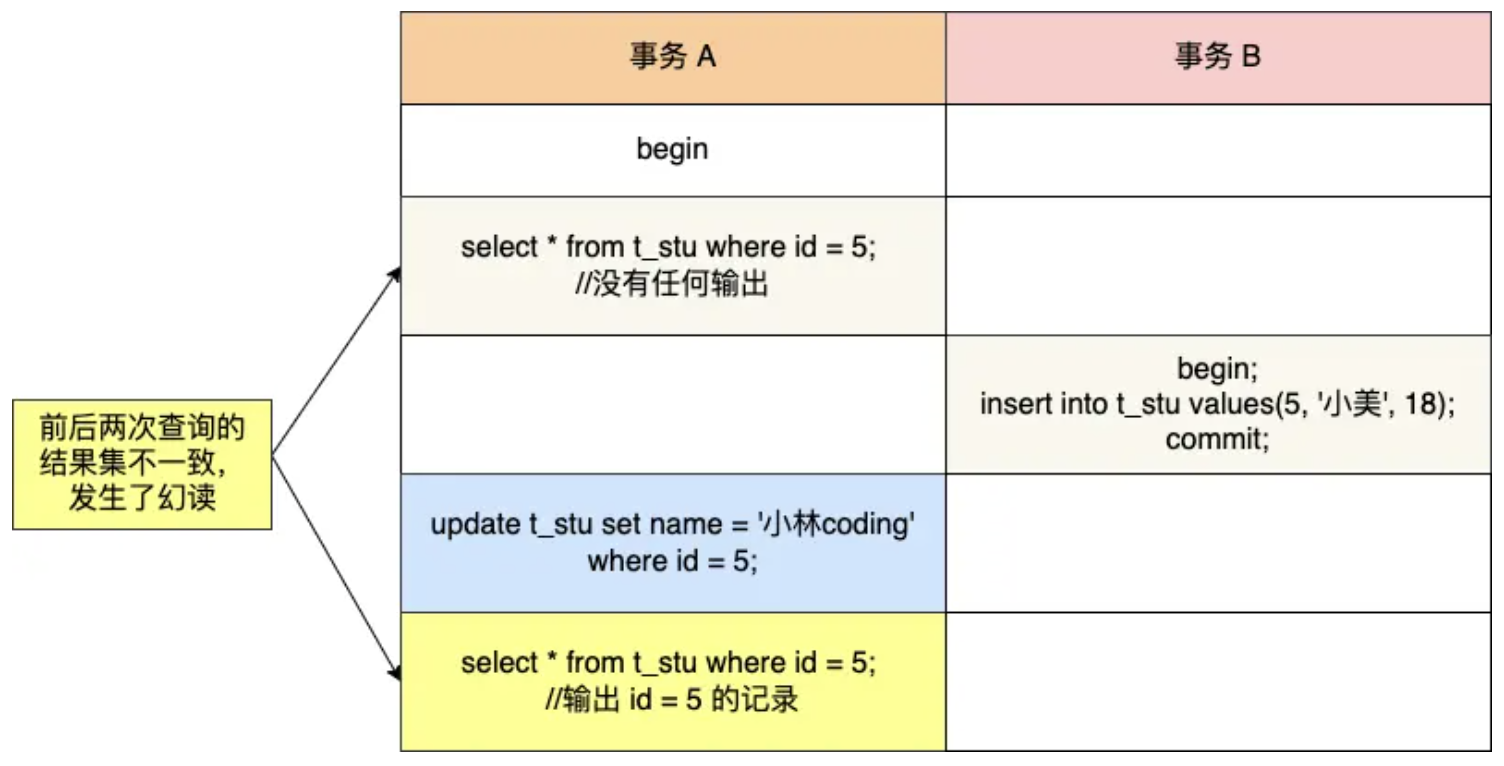 事务 A
事务 B
begin
select * from t_stu where id = 5;
//没有任何输出
begin;
insert into t_stu values(5, '小美', 18);
commit;
前后两次查询的
结果集不一致，
发生了幻读
update t_stu set name = '小林coding'
where id = 5;
select * from t_stu where id = 5;
//输出 id = 5 的记录